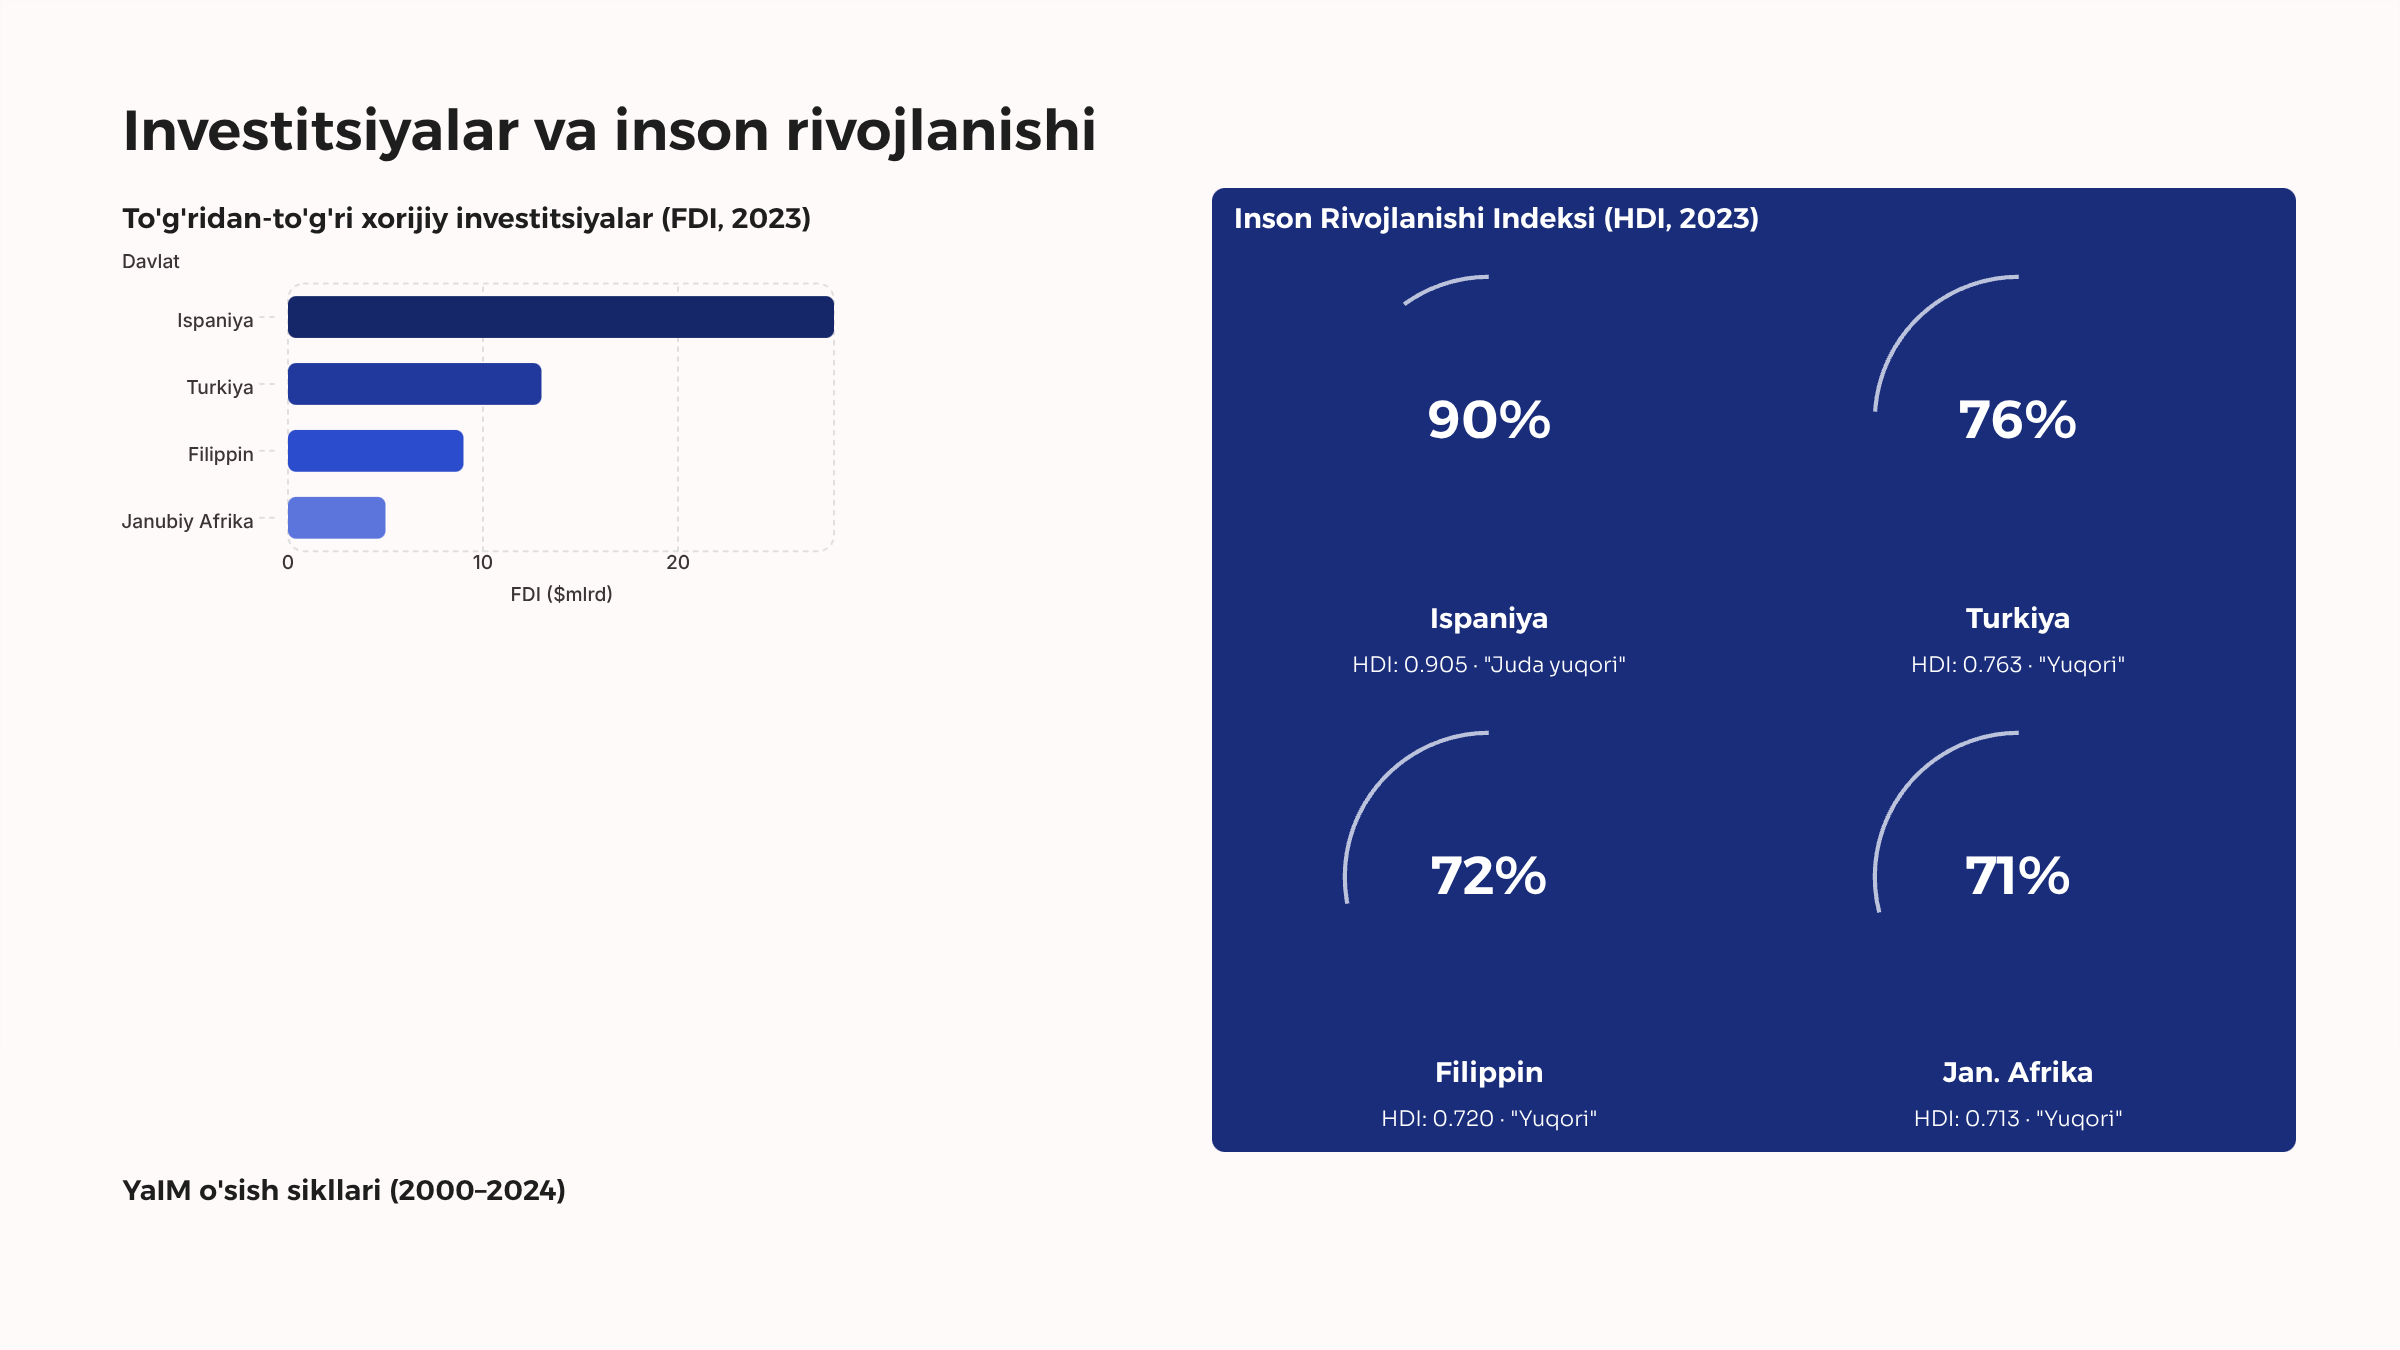 Investitsiyalar va inson rivojlanishi
To'g'ridan-to'g'ri xorijiy investitsiyalar (FDI, 2023)
Davlat
Ispaniya
Turkiya
Filippin
Janubiy Afrika
0 10 20
FDI ($mlrd)
Inson Rivojlanishi Indeksi (HDI, 2023)
90%
Ispaniya
HDI: 0.905 · "Juda yuqori"
76%
Turkiya
HDI: 0.763 · "Yuqori"
72%
Filippin
HDI: 0.720 · "Yuqori"
71%
Jan. Afrika
HDI: 0.713 · "Yuqori"
YaIM o'sish sikllari (2000–2024)